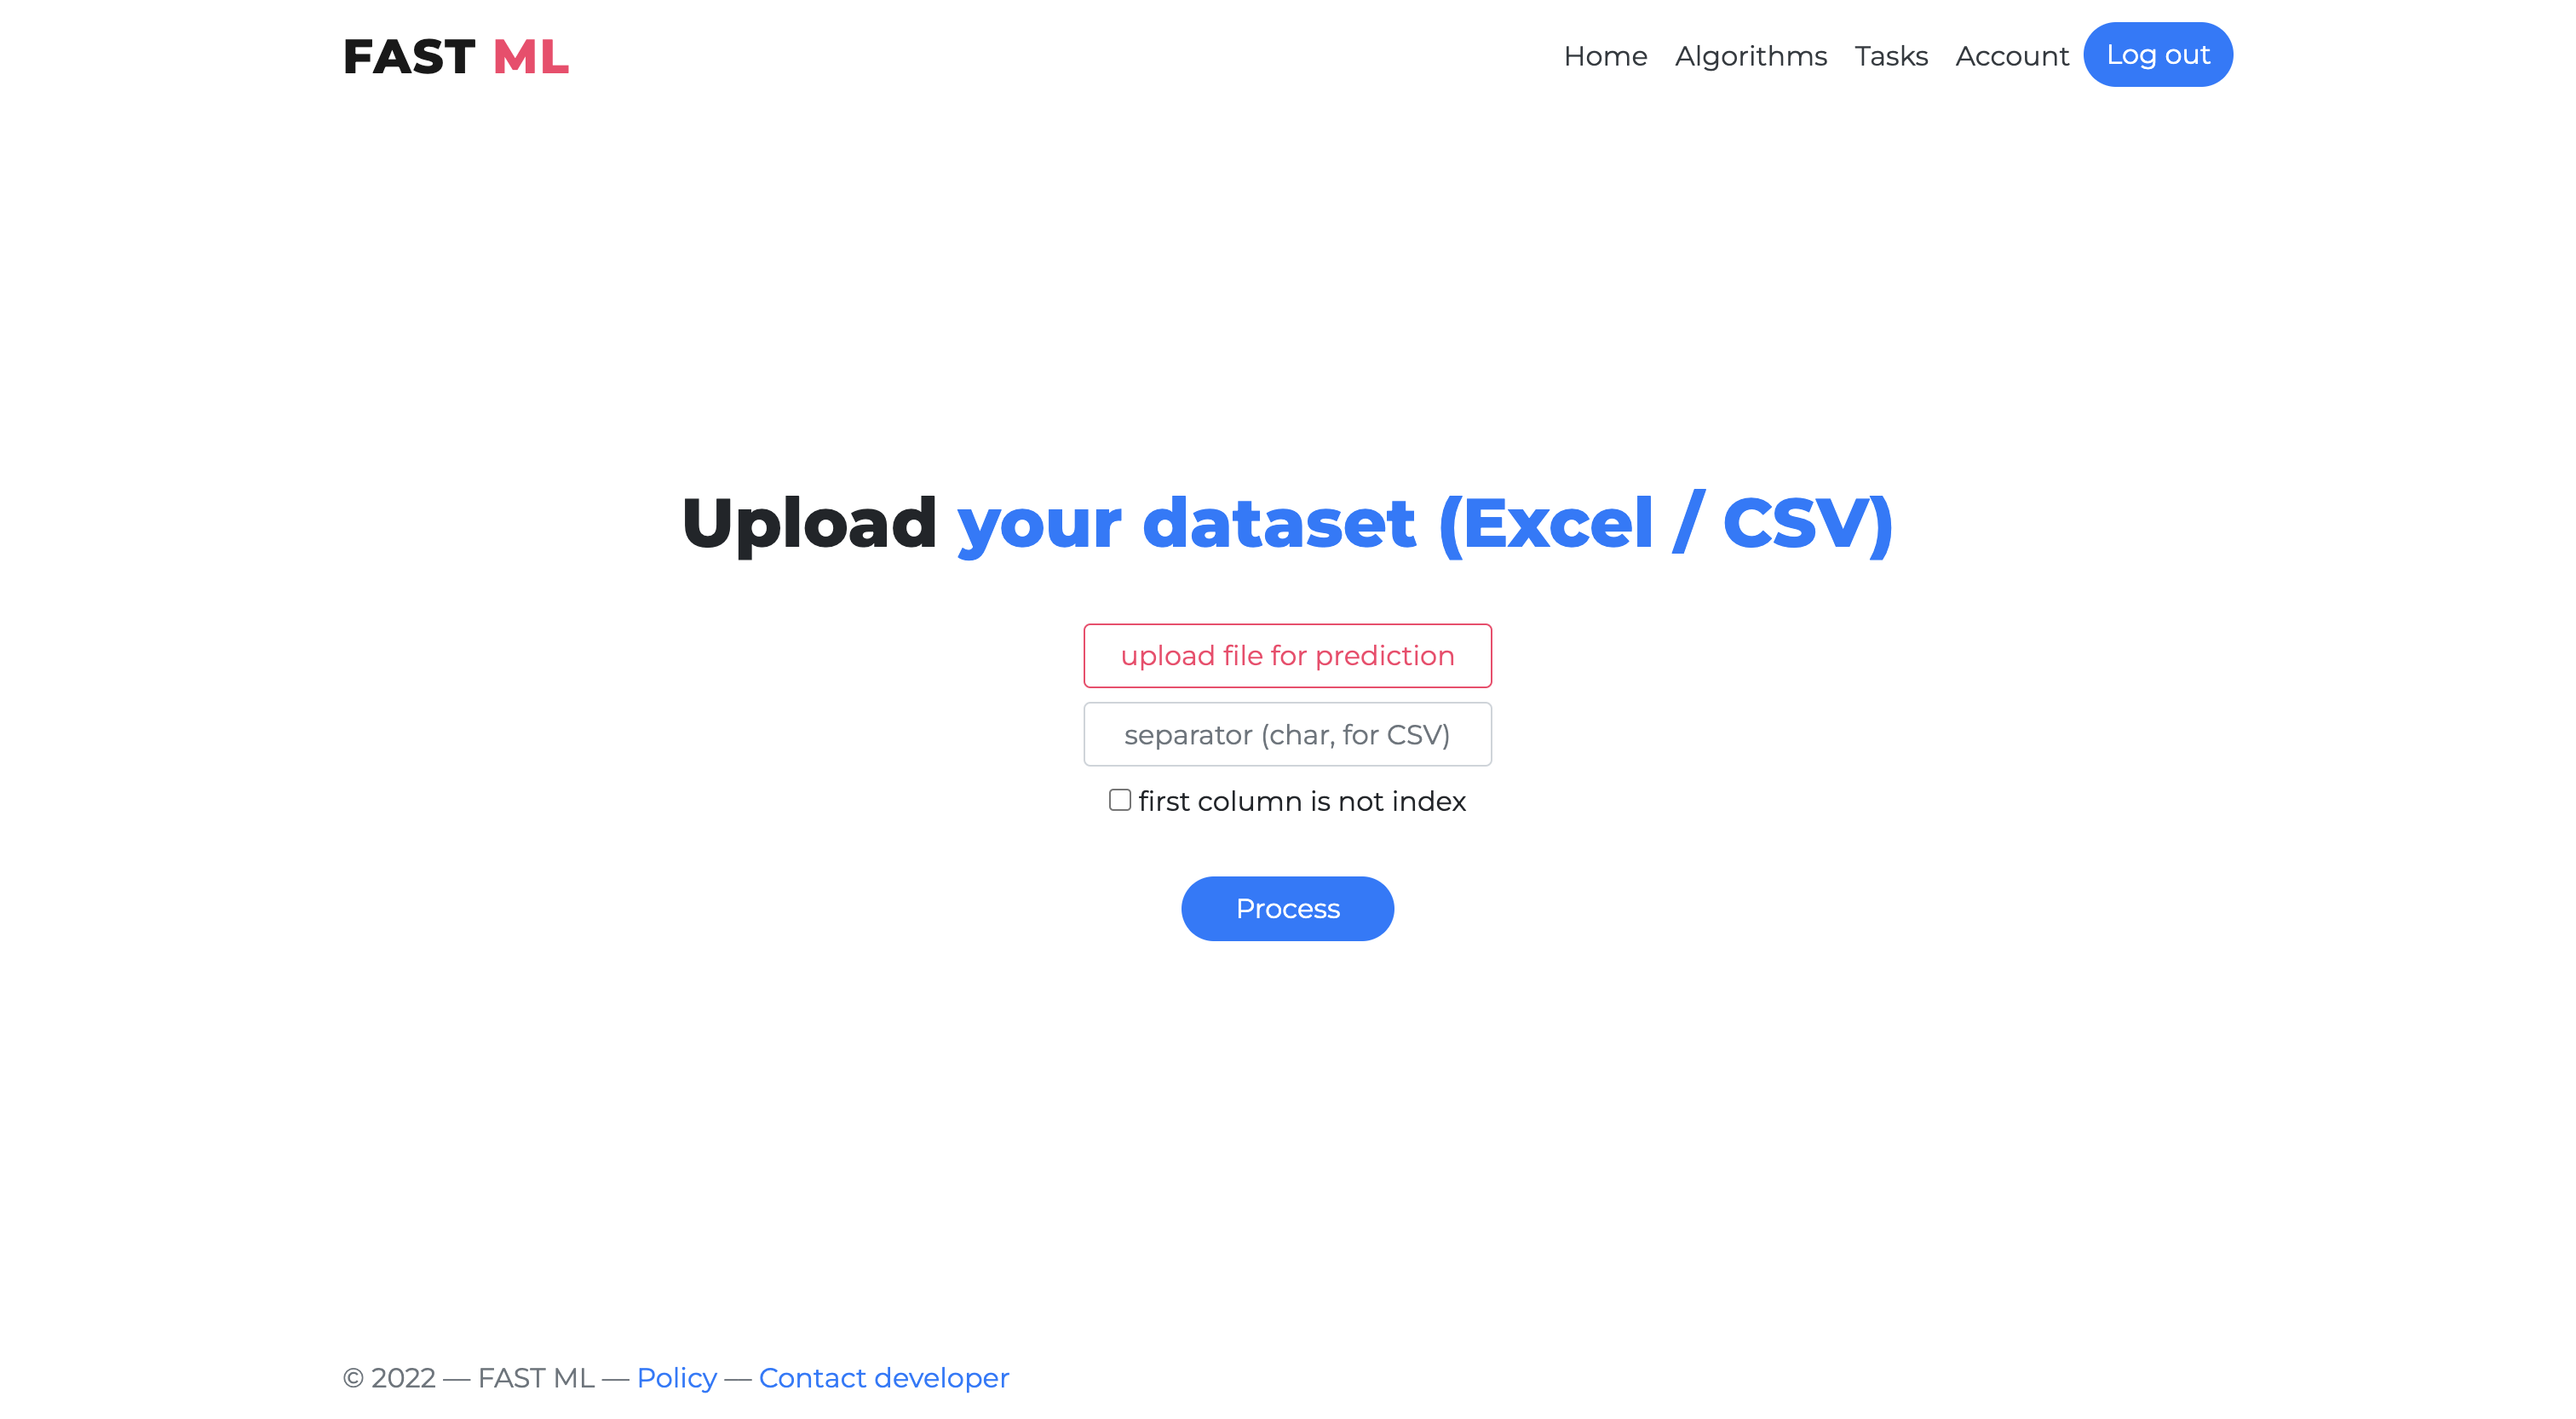 FAST ML
Home Algorithms Tasks Account Log out
Upload your dataset (Excel / CSV)
upload file for prediction
separator (char, for CSV)
first column is not index
Process
© 2022 — FAST ML — Policy — Contact developer